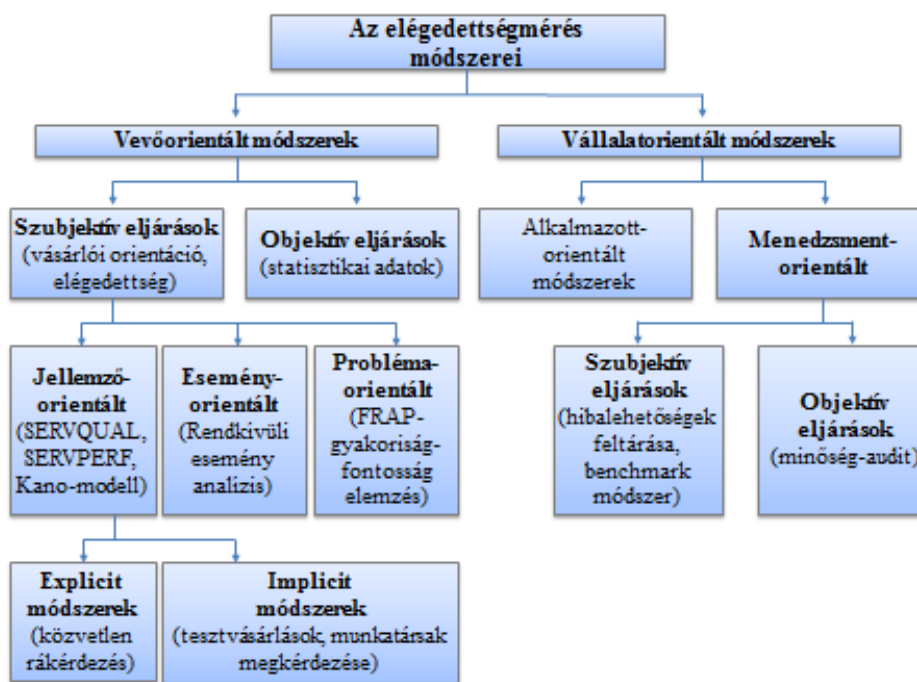 Az elégedettségmérés
módszerei
Vevőorientált módszerek
Vállalatorientált módszerek
Szubjektív eljárások
(vásárlói orientáció,
elégedettség)
Objektív eljárások
(statisztikai adatok)
Alkalmazott-
orientált
módszerek
Menedzsment-
orientált
Jellemző-
orientált
(SERVQUAL,
SERVPERF,
Kano-modell)
Esemény-
orientált
(Rendkivüli
esemény
analízis)
Probléma-
orientált
(FRAP-
gyakoriság-
fontosság
elemzés)
Szubjektív
eljárások
(hibalehetőségek
feltárása,
benchmark
módszer)
Objektív
eljárások
(minőség-audit)
Explicit
módszerek
(közvetlen
rákérdezés)
Implicit
módszerek
(tesztvásárlások, munkatársak
megkérdezése)